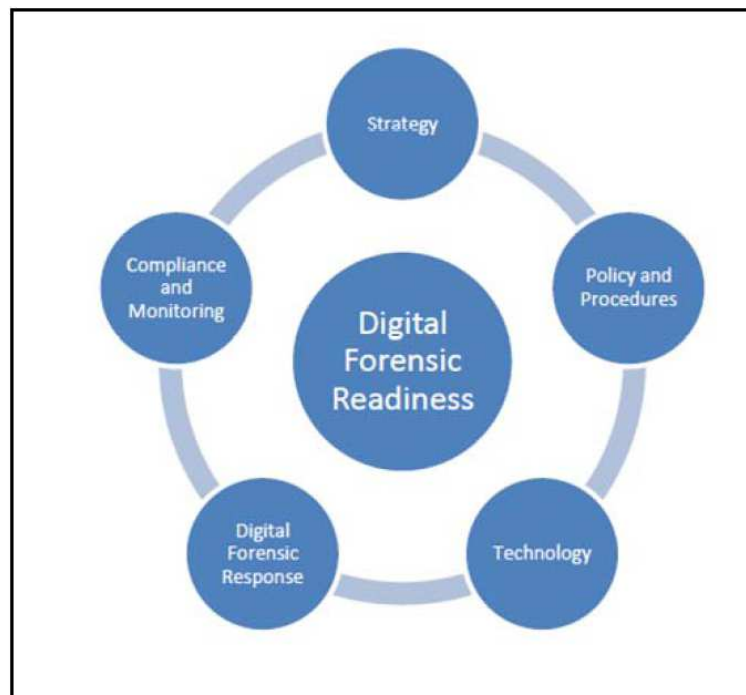 Strategy
Policy and
Procedures
Technology
Digital
Forensic
Response
Compliance
and
Monitoring
Digital
Forensic
Readiness